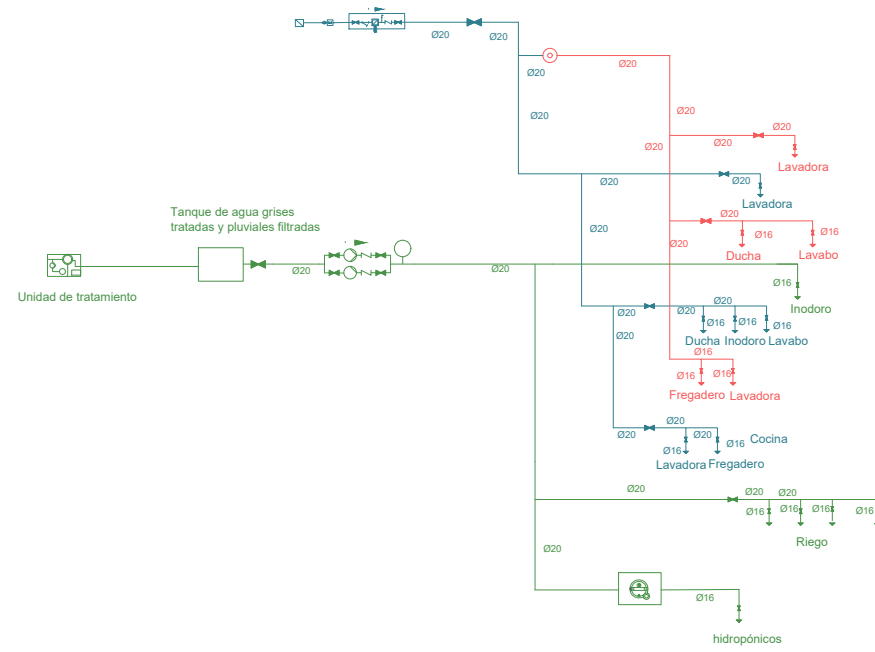 Ø20
Ø20
Ø20
Ø20
Ø20
Ø20
Ø20
Ø20
Ø20
Ø20
Lavadora
Ø20
Ø20
Lavadora
Tanque de agua grises
tratadas y pluviales filtradas
Ø20
Ø20
Ø16
Ø16
Ø20
Ducha
Lavabo
Ø20
Ø20
Ø16
Unidad de tratamiento
Inodoro
Ø20
Ø20
Ø20
Ø16
Ø16
Ø16
Ø20
Ducha
Inodoro
Lavabo
Ø16
Ø16
Ø16
Fregadero
Lavadora
Ø20
Ø20
Ø20
Ø16
Cocina
Ø16
Lavadora
Fregadero
Ø20
Ø20
Ø20
Ø16
Ø16
Ø16
Ø16
Riego
Ø20
Ø16
hidropónicos